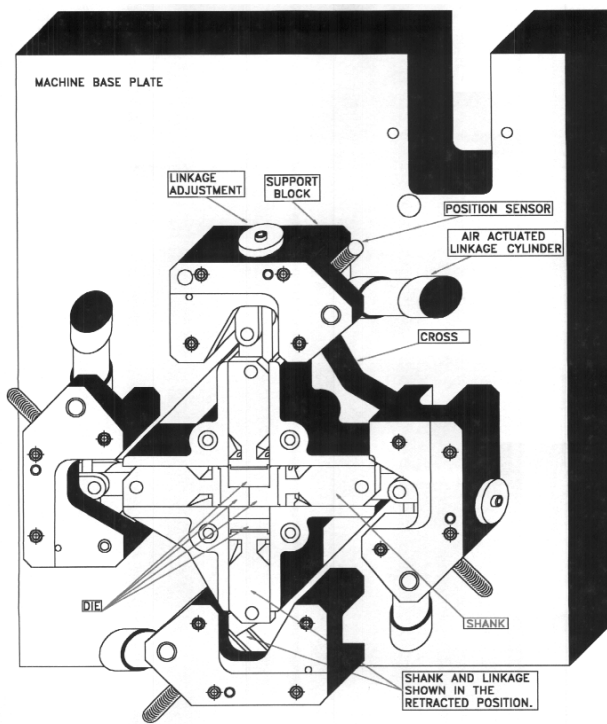 MACHINE BASE PLATE
LINKAGE
ADJUSTMENT
SUPPORT
BLOCK
POSITION SENSOR
AIR ACTUATED
LINKAGE CYLINDER
CROSS
DIE
SHANK
SHANK AND LINKAGE
SHOWN IN THE
RETRACTED POSITION.